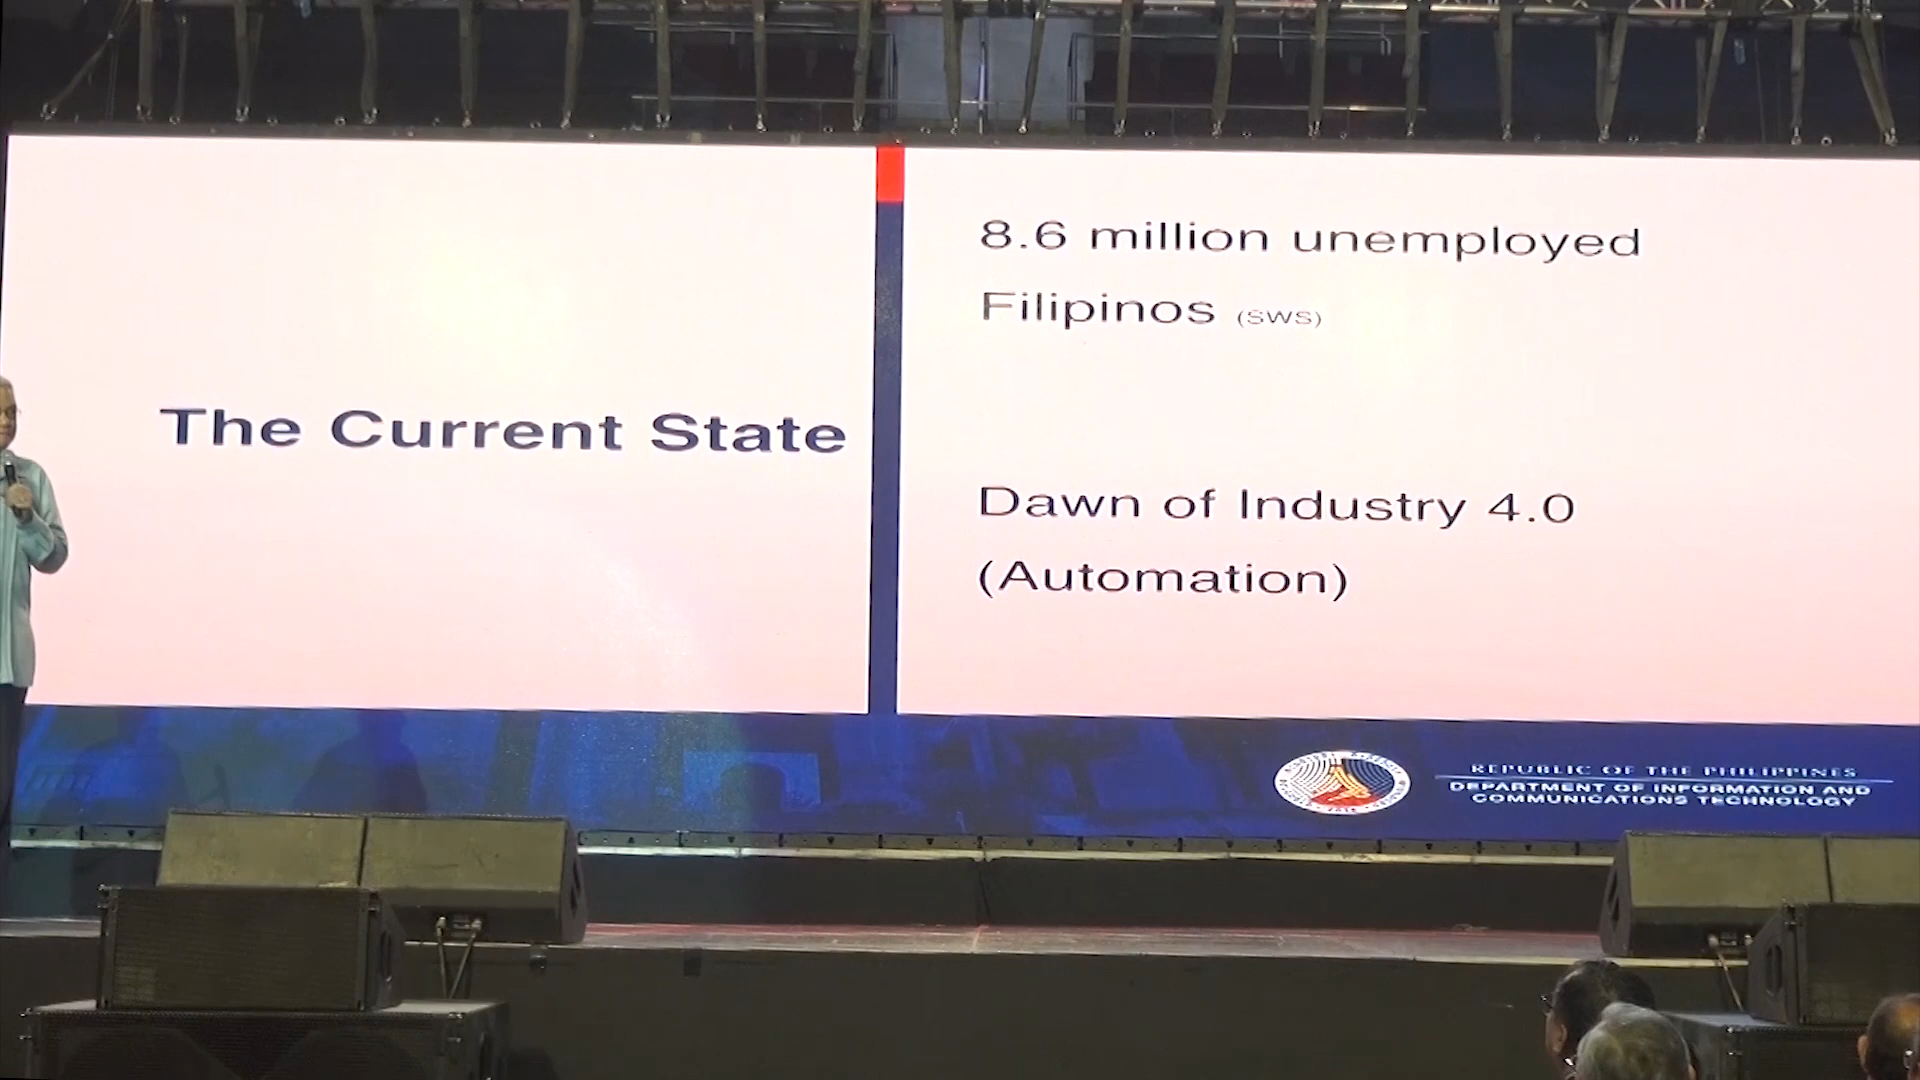 The Current State
8.6 million unemployed
Filipinos (SWS)
Dawn of Industry 4.0
(Automation)
REPUBLIC OF THE PHILIPPINES
DEPARTMENT OF INFORMATION AND
COMMUNICATIONS TECHNOLOGY